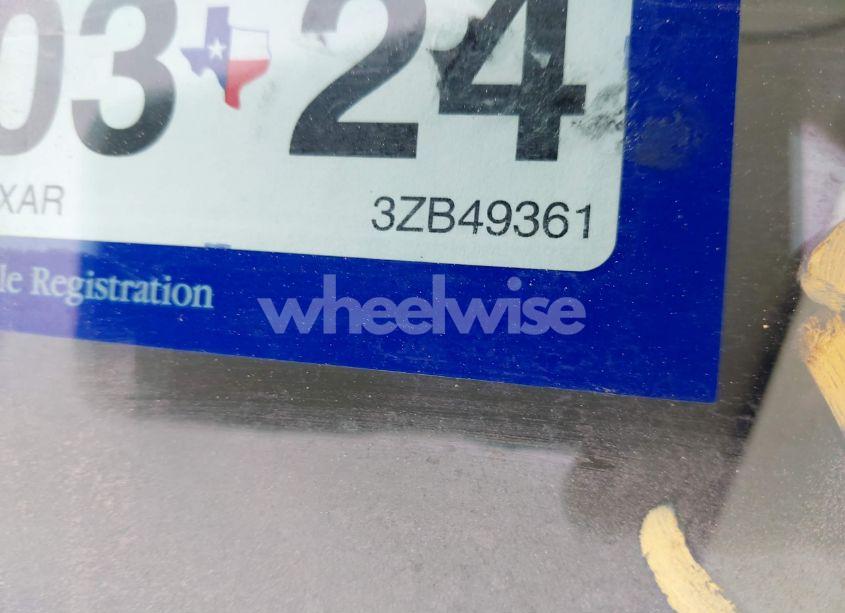 03 24
XAR 3ZB49361
le Registration
wheelwise